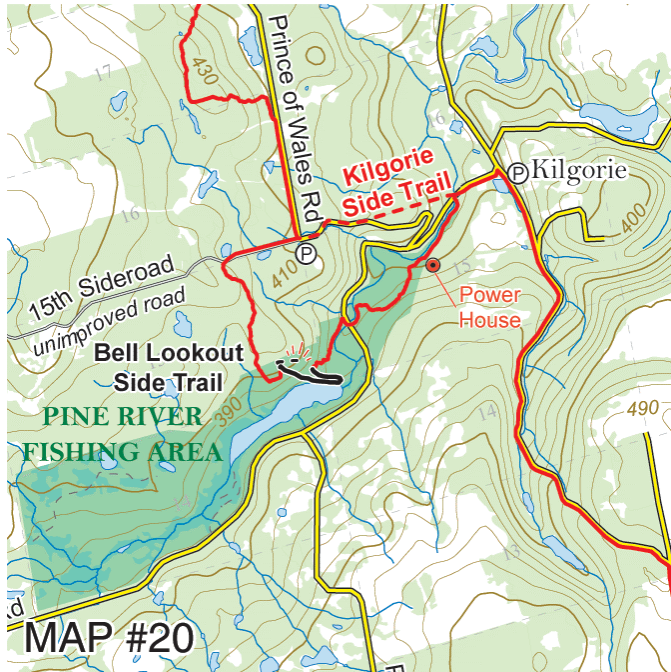 17
430
Prince of Wales Rd
16
P Kilgorie
Kilgorie
Side Trail
16
400
P
410
15
15th Sideroad
unimproved road
Power
House
Bell Lookout
Side Trail
390
PINE RIVER
FISHING AREA
14
490
13
Rd
MAP #20